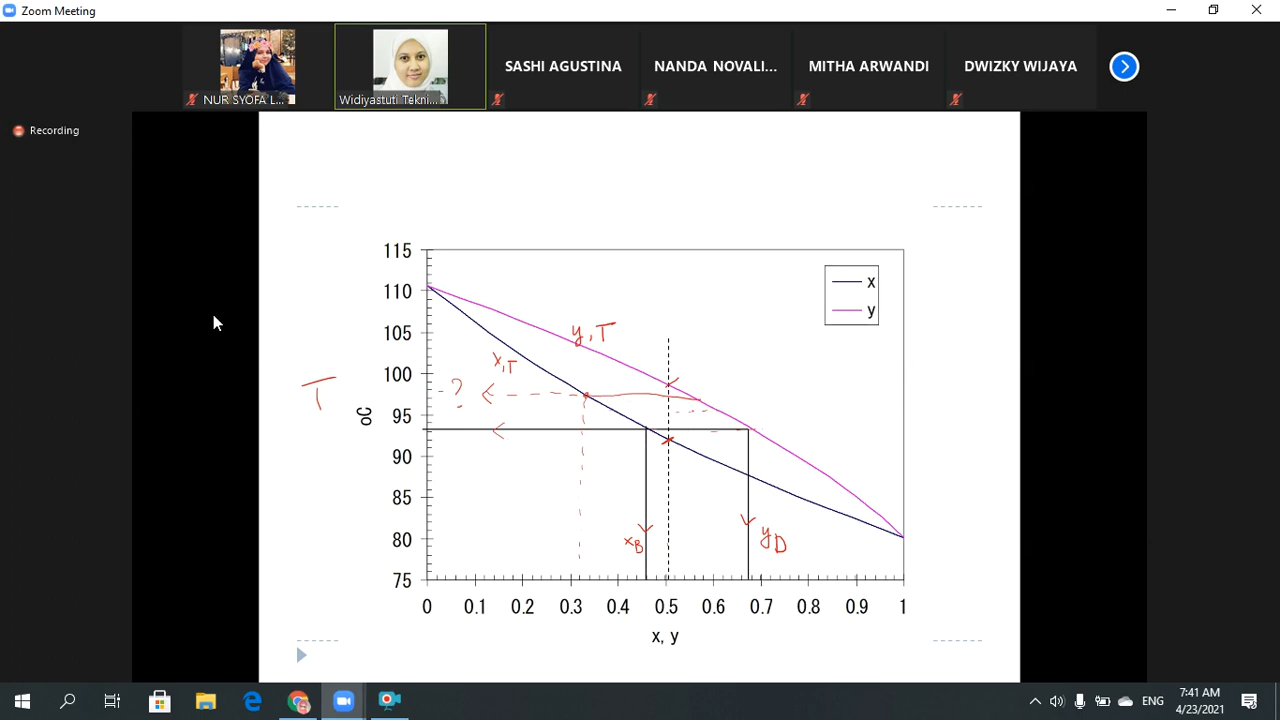 Zoom Meeting
NUR SYOFA L...
Widiyastuti Tekni...
SASHI AGUSTINA
NANDA NOVALI...
MITHA ARWANDI
DWIZKY WIJAYA
Recording
115
110
105
100
95
90
85
80
75
oC
T
?
x,T
y,T
x
y
xB
yD
0 0.1 0.2 0.3 0.4 0.5 0.6 0.7 0.8 0.9 1
x, y
ENG
7:41 AM
4/23/2021